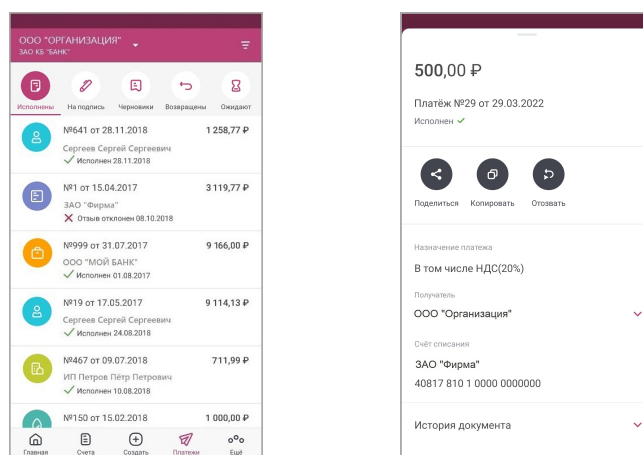 ООО "ОРГАНИЗАЦИЯ"
ЗАО КБ "БАНК"
Исполнены На подпись Черновики Возвращены Ожидают
№641 от 28.11.2018 1 258,77 ₽
Сергеев Сергей Сергеевич
Исполнен 28.11.2018
№1 от 15.04.2017 3 119,77 ₽
ЗАО "Фирма"
Отзыв отклонен 08.10.2018
№999 от 31.07.2017 9 166,00 ₽
ООО "МОЙ БАНК"
Исполнен 01.08.2017
№19 от 17.05.2017 9 114,13 ₽
Сергеев Сергей Сергеевич
Исполнен 24.08.2018
№467 от 09.07.2018 711,99 ₽
ИП Петров Пётр Петрович
Исполнен 10.08.2018
№150 от 15.02.2018 1 000,00 ₽
Главная Счета Создать Платежи Ещё
500,00 ₽
Платёж №29 от 29.03.2022
Исполнен
Поделиться Копировать Отозвать
Назначение платежа
В том числе НДС(20%)
Получатель
ООО "Организация"
Счёт списания
ЗАО "Фирма"
40817 810 1 0000 0000000
История документа